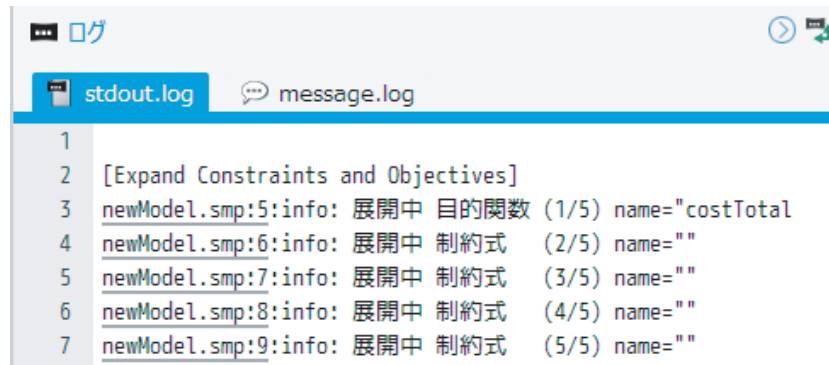 ログ
stdout.log message.log
1
2 [Expand Constraints and Objectives]
3 newModel.smp:5:info: 展開中 目的関数 (1/5) name="costTotal
4 newModel.smp:6:info: 展開中 制約式 (2/5) name=""
5 newModel.smp:7:info: 展開中 制約式 (3/5) name=""
6 newModel.smp:8:info: 展開中 制約式 (4/5) name=""
7 newModel.smp:9:info: 展開中 制約式 (5/5) name=""